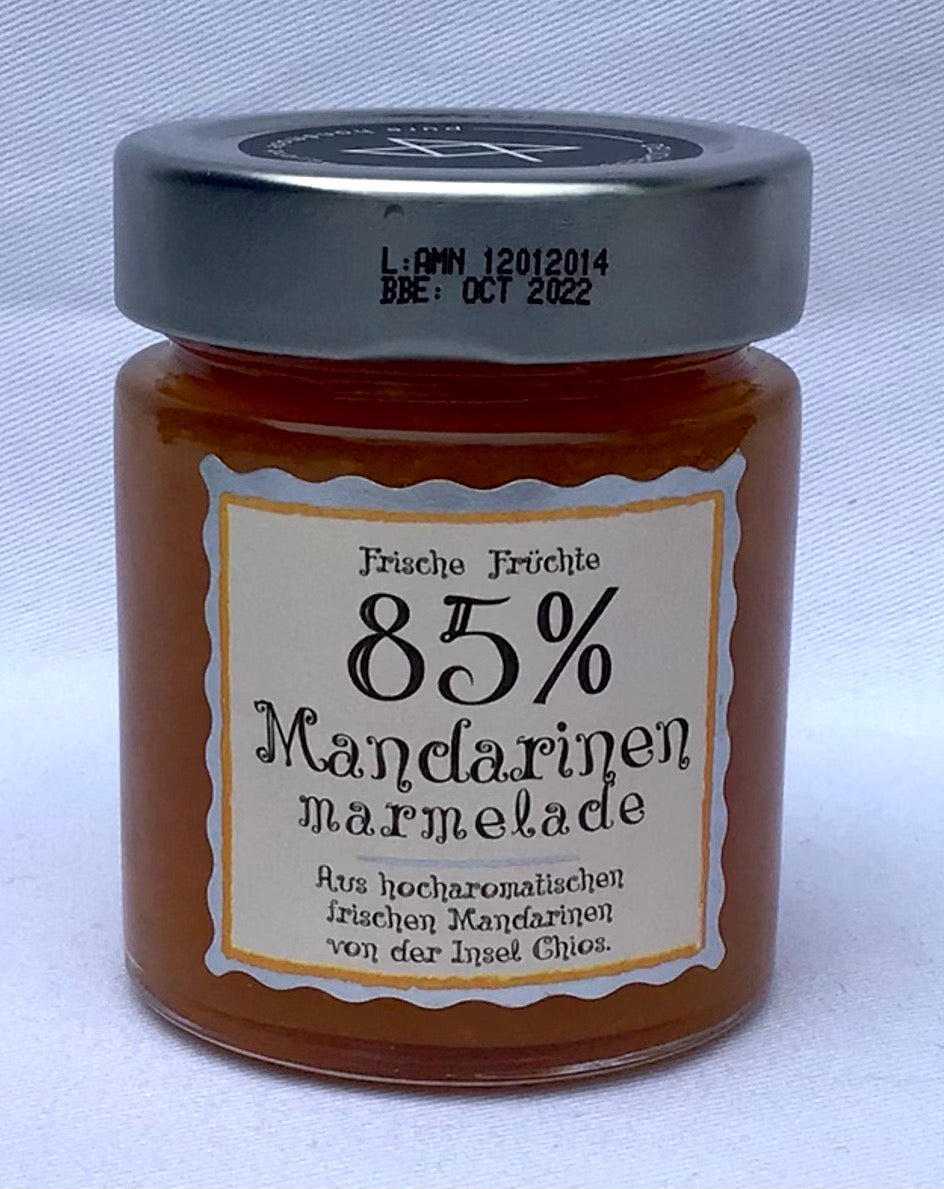 L:AMN 12012014
BBE: OCT 2022
Frische Früchte
85%
Mandarinen
marmelade
Aus hocharomatischen
frischen Mandarinen
von der Insel Chios.